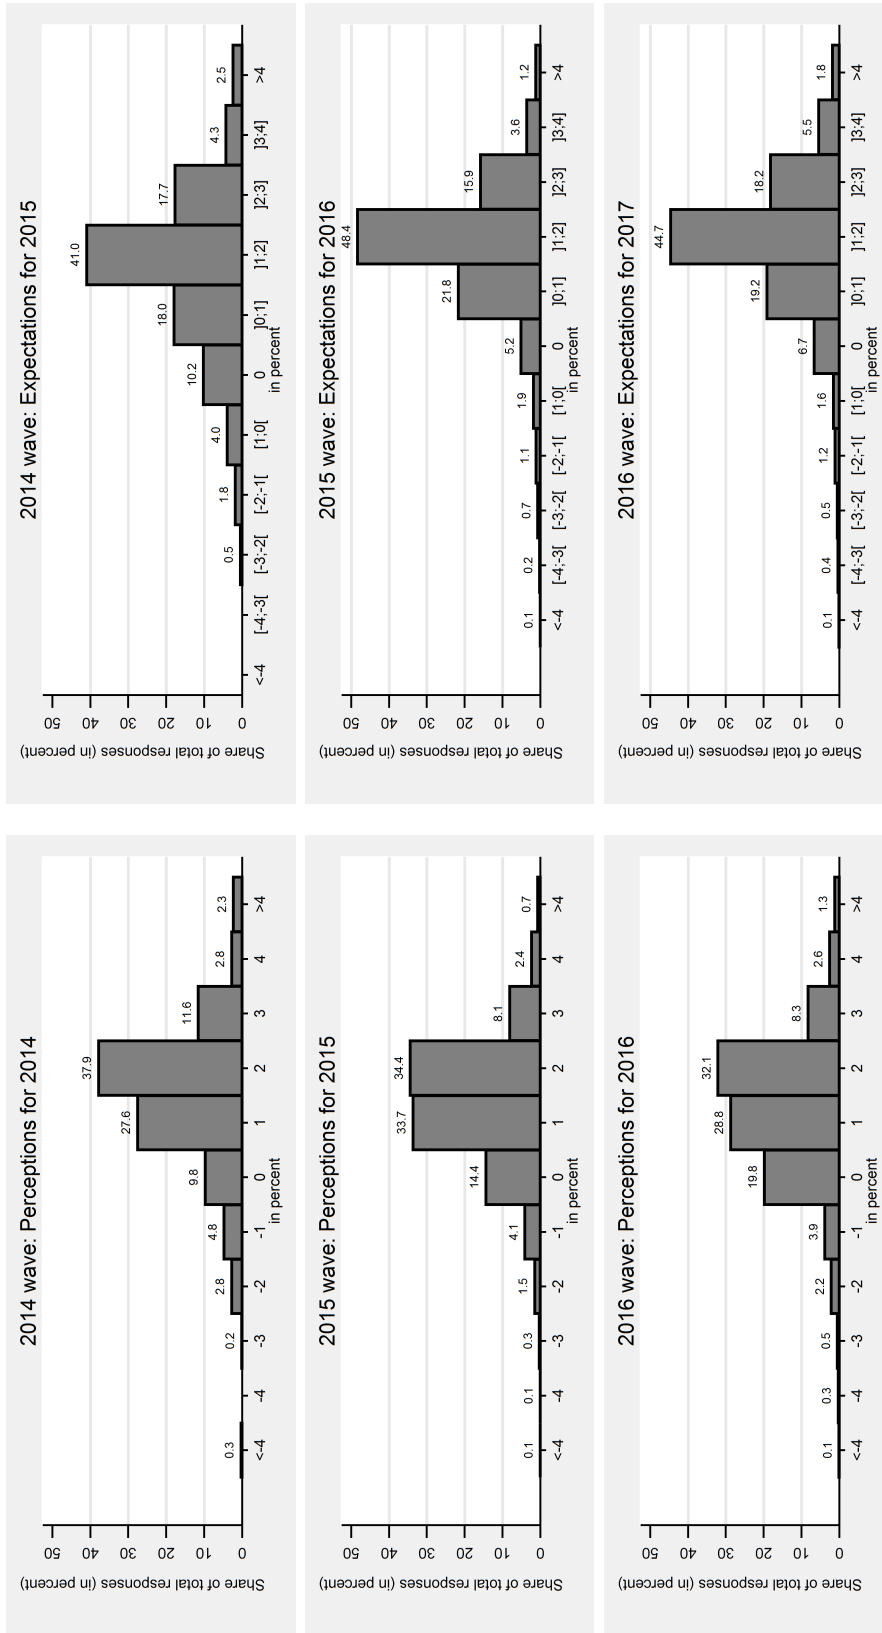 2014 wave: Perceptions for 2014
Share of total responses (in percent)
50
40
30
20
10
0
0.3 0.2 2.8 4.8 9.8 27.6 37.9 11.6 2.8 2.3
<-4 -4 -3 -2 -1 0 1 2 3 4 >4
in percent
2014 wave: Expectations for 2015
Share of total responses (in percent)
50
40
30
20
10
0
0.5 1.8 4.0 10.2 18.0 41.0 17.7 4.3 2.5
<-4 [-4;-3[ [-3;-2[ [-2;-1[ [1;0[ 0 ]0;1] ]1;2] ]2;3] ]3;4] >4
in percent
2015 wave: Perceptions for 2015
Share of total responses (in percent)
50
40
30
20
10
0
0.1 0.1 0.3 1.5 4.1 14.4 33.7 34.4 8.1 2.4 0.7
<-4 -4 -3 -2 -1 0 1 2 3 4 >4
in percent
2015 wave: Expectations for 2016
Share of total responses (in percent)
50
40
30
20
10
0
0.1 0.2 0.7 1.1 1.9 5.2 21.8 48.4 15.9 3.6 1.2
<-4 [-4;-3[ [-3;-2[ [-2;-1[ [1;0[ 0 ]0;1] ]1;2] ]2;3] ]3;4] >4
in percent
2016 wave: Perceptions for 2016
Share of total responses (in percent)
50
40
30
20
10
0
0.1 0.3 0.5 2.2 3.9 19.8 28.8 32.1 8.3 2.6 1.3
<-4 -4 -3 -2 -1 0 1 2 3 4 >4
in percent
2016 wave: Expectations for 2017
Share of total responses (in percent)
50
40
30
20
10
0
0.1 0.4 0.5 1.2 1.6 6.7 19.2 44.7 18.2 5.5 1.8
<-4 [-4;-3[ [-3;-2[ [-2;-1[ [1;0[ 0 ]0;1] ]1;2] ]2;3] ]3;4] >4
in percent